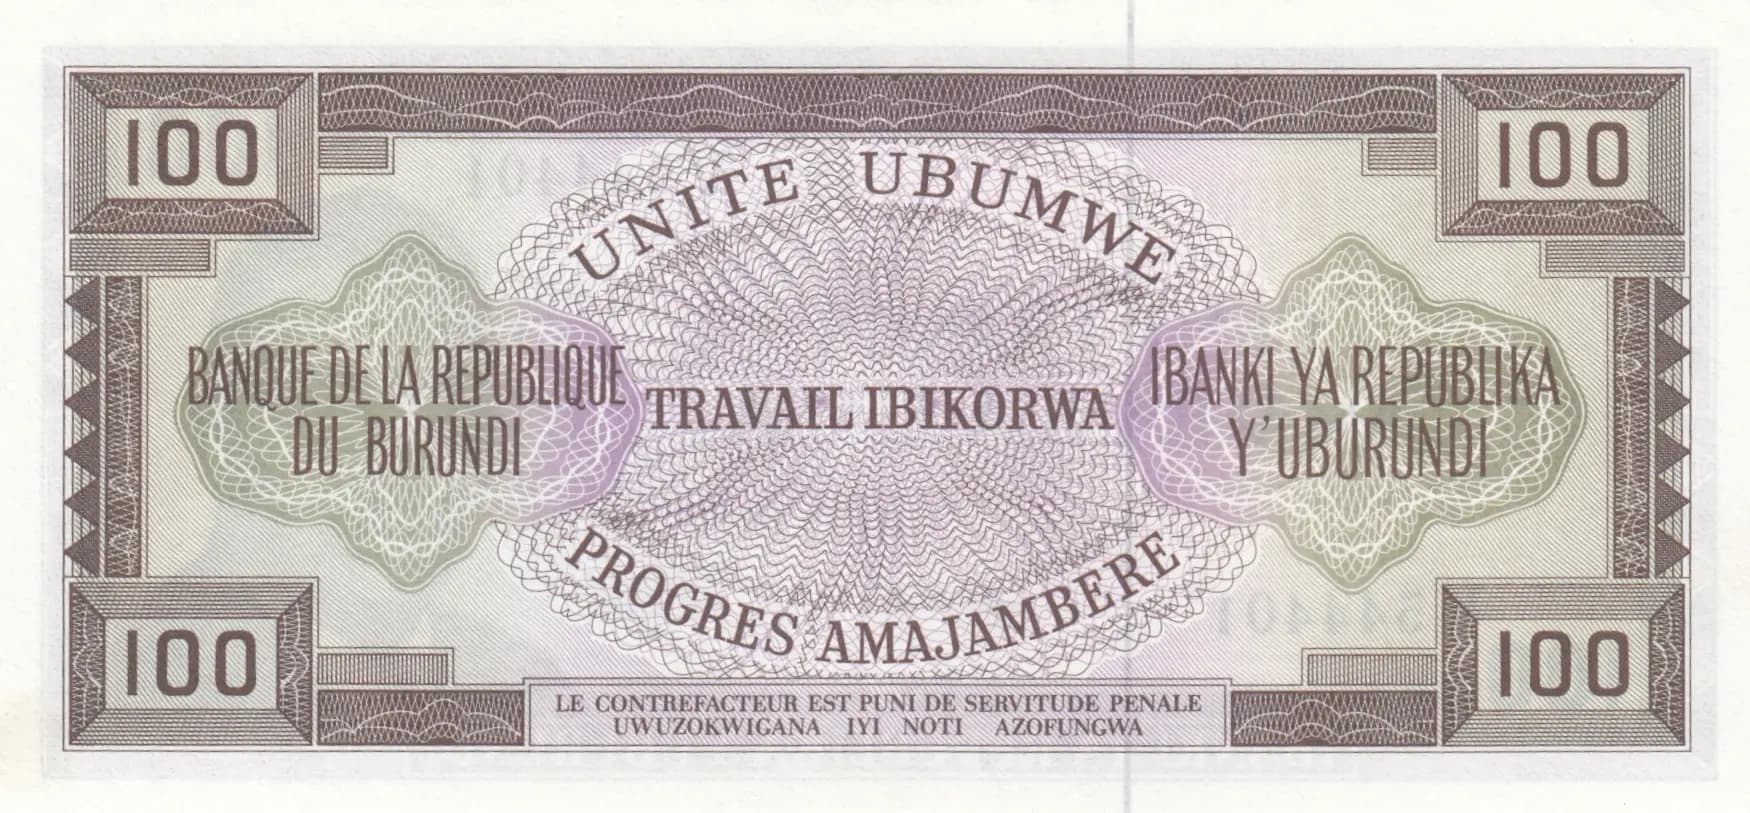 100
100
UNITE UBUMWE
BANQUE DE LA REPUBLIQUE
DU BURUNDI
TRAVAIL IBIKORWA
IBANKI YA REPUBLIKA
Y'UBURUNDI
PROGRES AMAJAMBERE
100
100
LE CONTREFACTEUR EST PUNI DE SERVITUDE PENALE
UWUZOKWIGANA IYI NOTI AZOFUNGWA